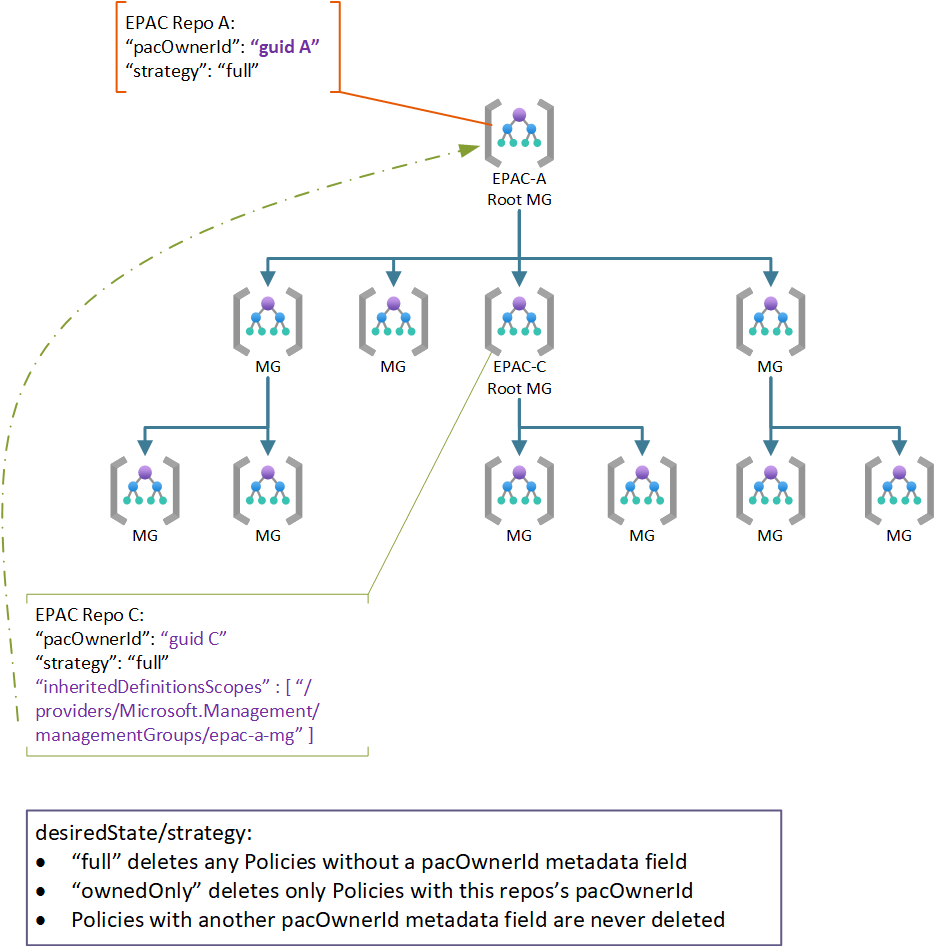 EPAC Repo A:
“pacOwnerId”: “guid A”
“strategy”: “full”
EPAC-A
Root MG
MG
MG
EPAC-C
Root MG
MG
MG
MG
MG
MG
MG
MG
EPAC Repo C:
“pacOwnerId”: “guid C”
“strategy”: “full”
“inheritedDefinitionsScopes” : [ “/
providers/Microsoft.Management/
managementGroups/epac-a-mg” ]
desiredState/strategy:
● “full” deletes any Policies without a pacOwnerId metadata field
● “ownedOnly” deletes only Policies with this repos’s pacOwnerId
● Policies with another pacOwnerId metadata field are never deleted